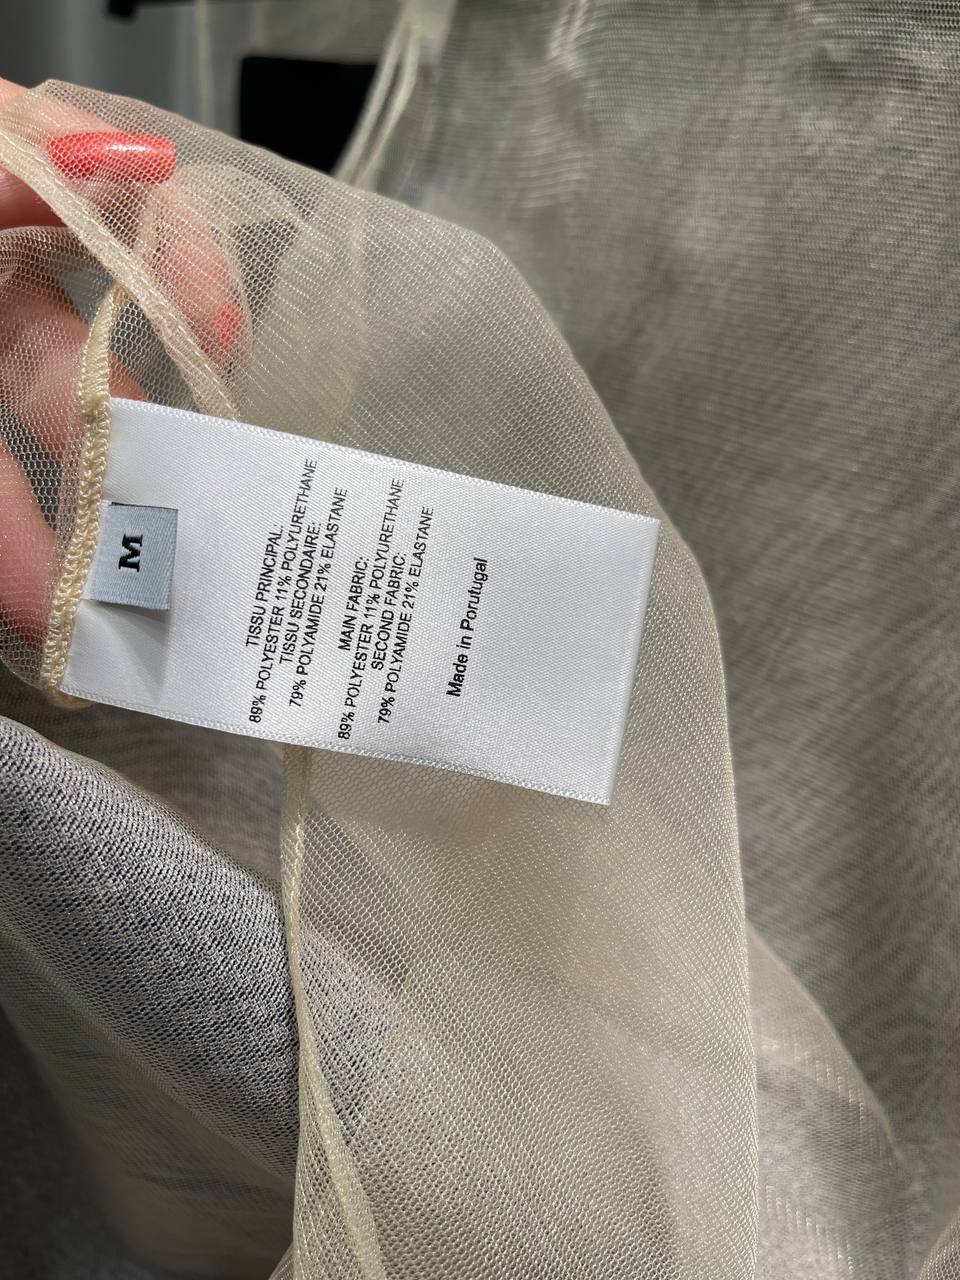 M
TISSU PRINCIPAL:
89% POLYESTER 11% POLYURETHANE
TISSU SECONDAIRE:
79% POLYAMIDE 21% ELASTANE
MAIN FABRIC:
89% POLYESTER 11% POLYURETHANE
SECOND FABRIC:
79% POLYAMIDE 21% ELASTANE
Made in Porutugal